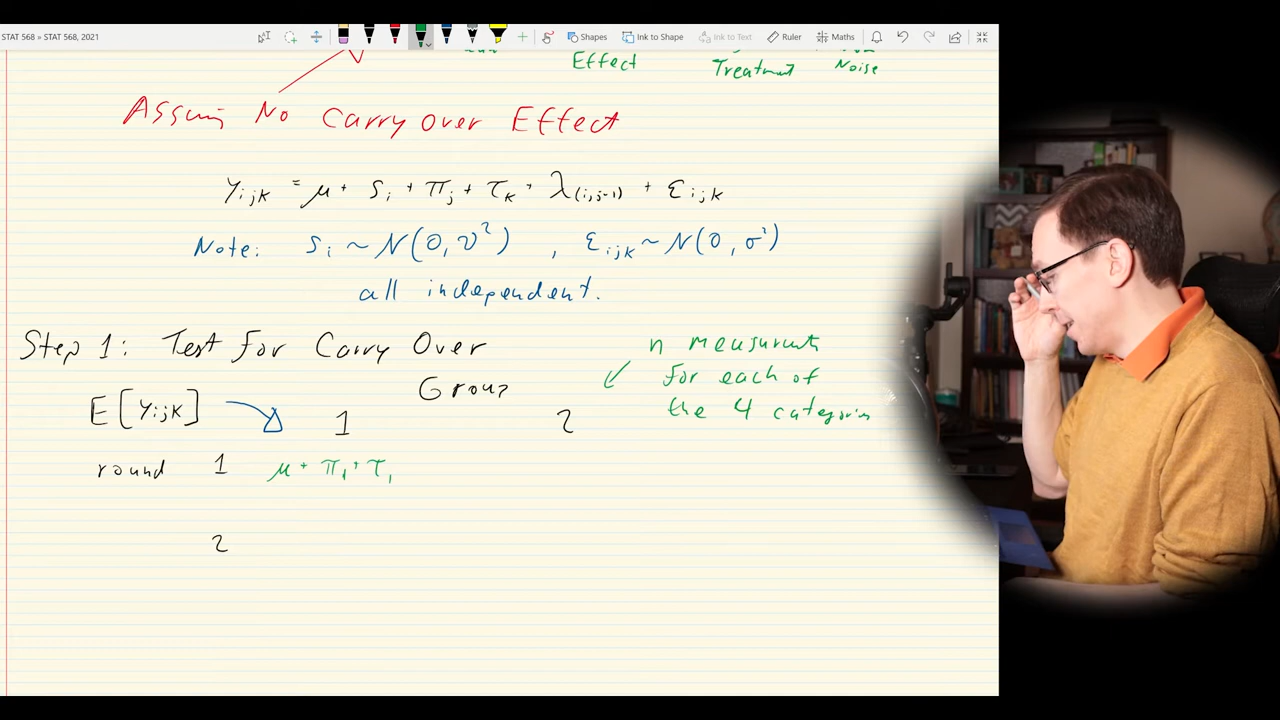 STAT 568 » STAT 568, 2021
Shapes Ink to Shape Ink to Text Ruler Maths
Effect Treatment Noise
Assum No Carry Over Effect
Yijk = μ + Si + πj + τk + λ(i,j-1) + εijk
Note: Si ~ N(0, ν²) , εijk ~ N(0, σ²)
all independent.
Step 1: Test For Carry Over
n measurments
for each of
the 4 categories
Group
E[Yijk] 1 2
round 1 μ + π1 + τ1
2